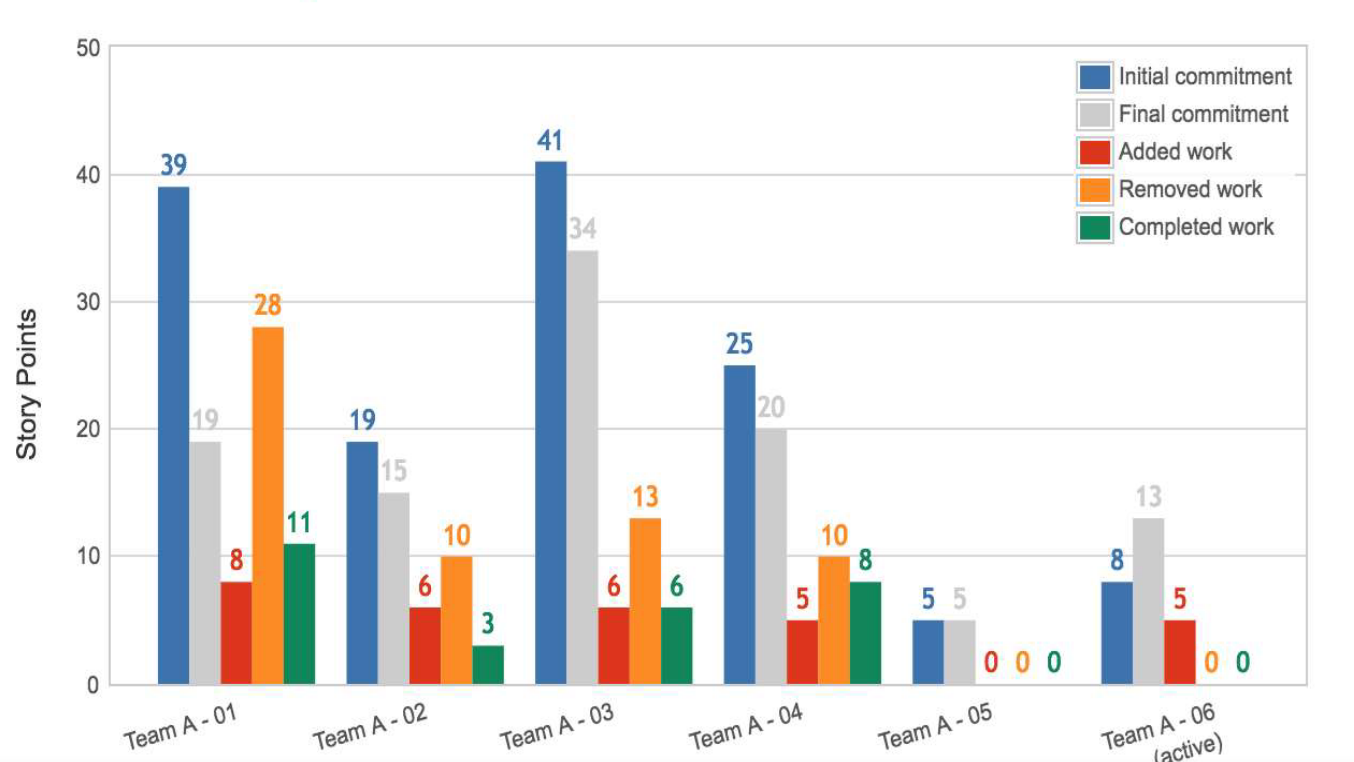 50
40
30
20
10
0
Story Points
Initial commitment
Final commitment
Added work
Removed work
Completed work
39
19
8
28
11
19
15
6
10
3
41
34
6
13
6
25
20
5
10
8
5
5
0
0
0
8
13
5
0
0
Team A - 01
Team A - 02
Team A - 03
Team A - 04
Team A - 05
Team A - 06
(active)